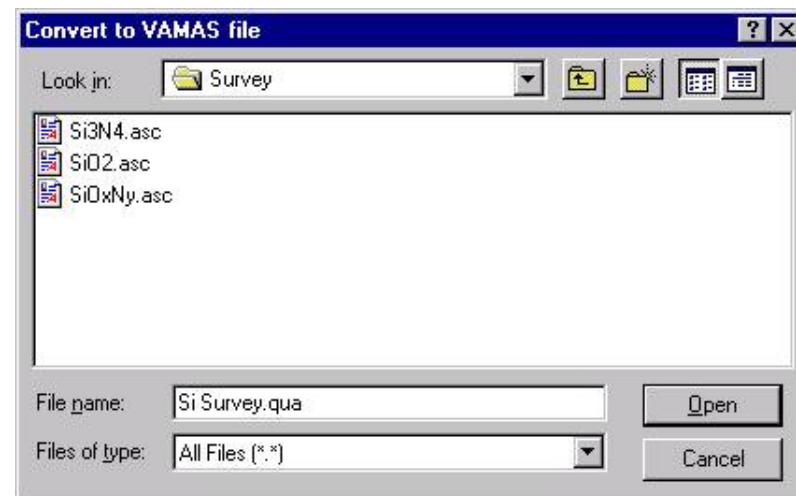 Convert to VAMAS file
Look in: Survey
Si3N4.asc
SiO2.asc
SiOxNy.asc
File name: Si Survey.qua Open
Files of type: All Files (*.*) Cancel